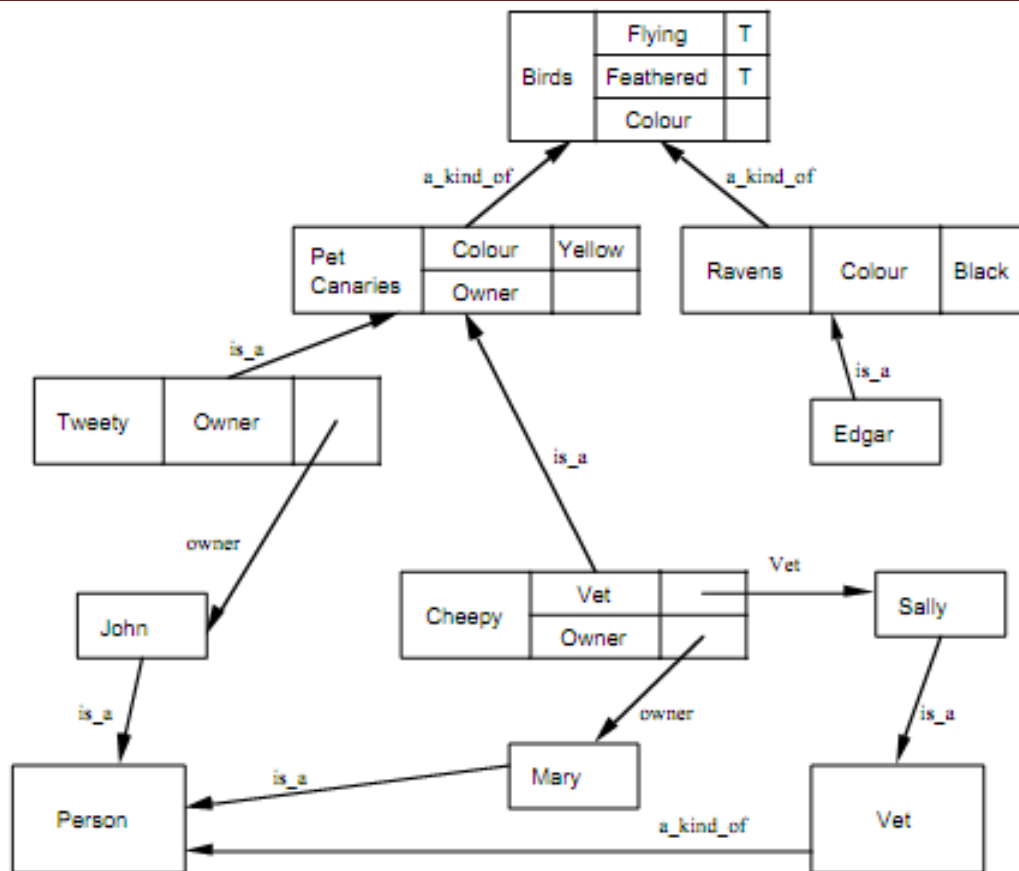 Flying T
Birds Feathered T
Colour
a_kind_of a_kind_of
Pet
Canaries
Colour Yellow
Owner
Ravens Colour Black
is_a
is_a
Tweety Owner
Edgar
is_a
owner
Vet
Cheepy
Vet
Owner
Sally
John
is_a
owner
is_a
is_a
Mary
Person
a_kind_of
Vet